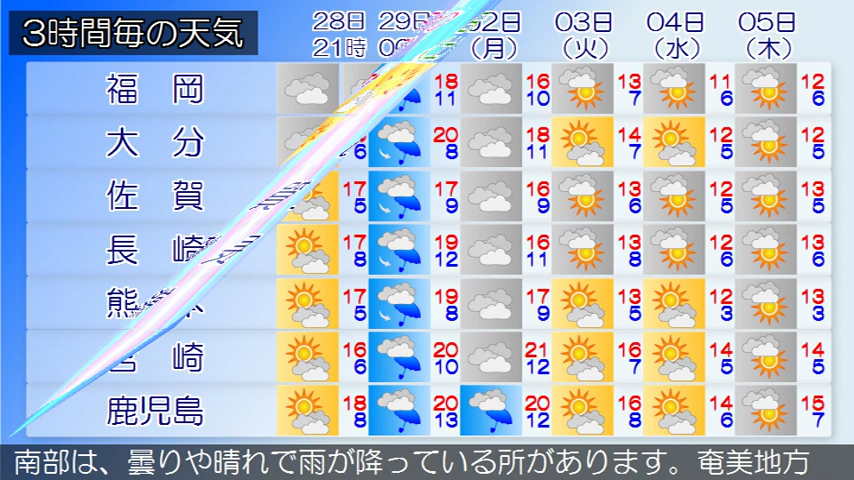 3時間毎の天気
28日 29日 02日 03日 04日 05日
21時 (月) (火) (水) (木)
福 岡 18 11 16 10 13 7 11 6 12 6
大 分 6 20 8 18 11 14 7 12 5 12 5
佐 賀 17 5 17 9 16 9 13 6 12 5 13 5
長 崎 17 8 19 12 16 11 13 8 12 6 13 6
熊 17 5 19 8 17 9 13 5 12 3 13 3
宮 崎 16 6 20 10 21 12 16 7 14 5 14 5
鹿児島 18 8 20 13 20 12 16 8 14 6 15 7
南部は、曇りや晴れで雨が降っている所があります。奄美地方